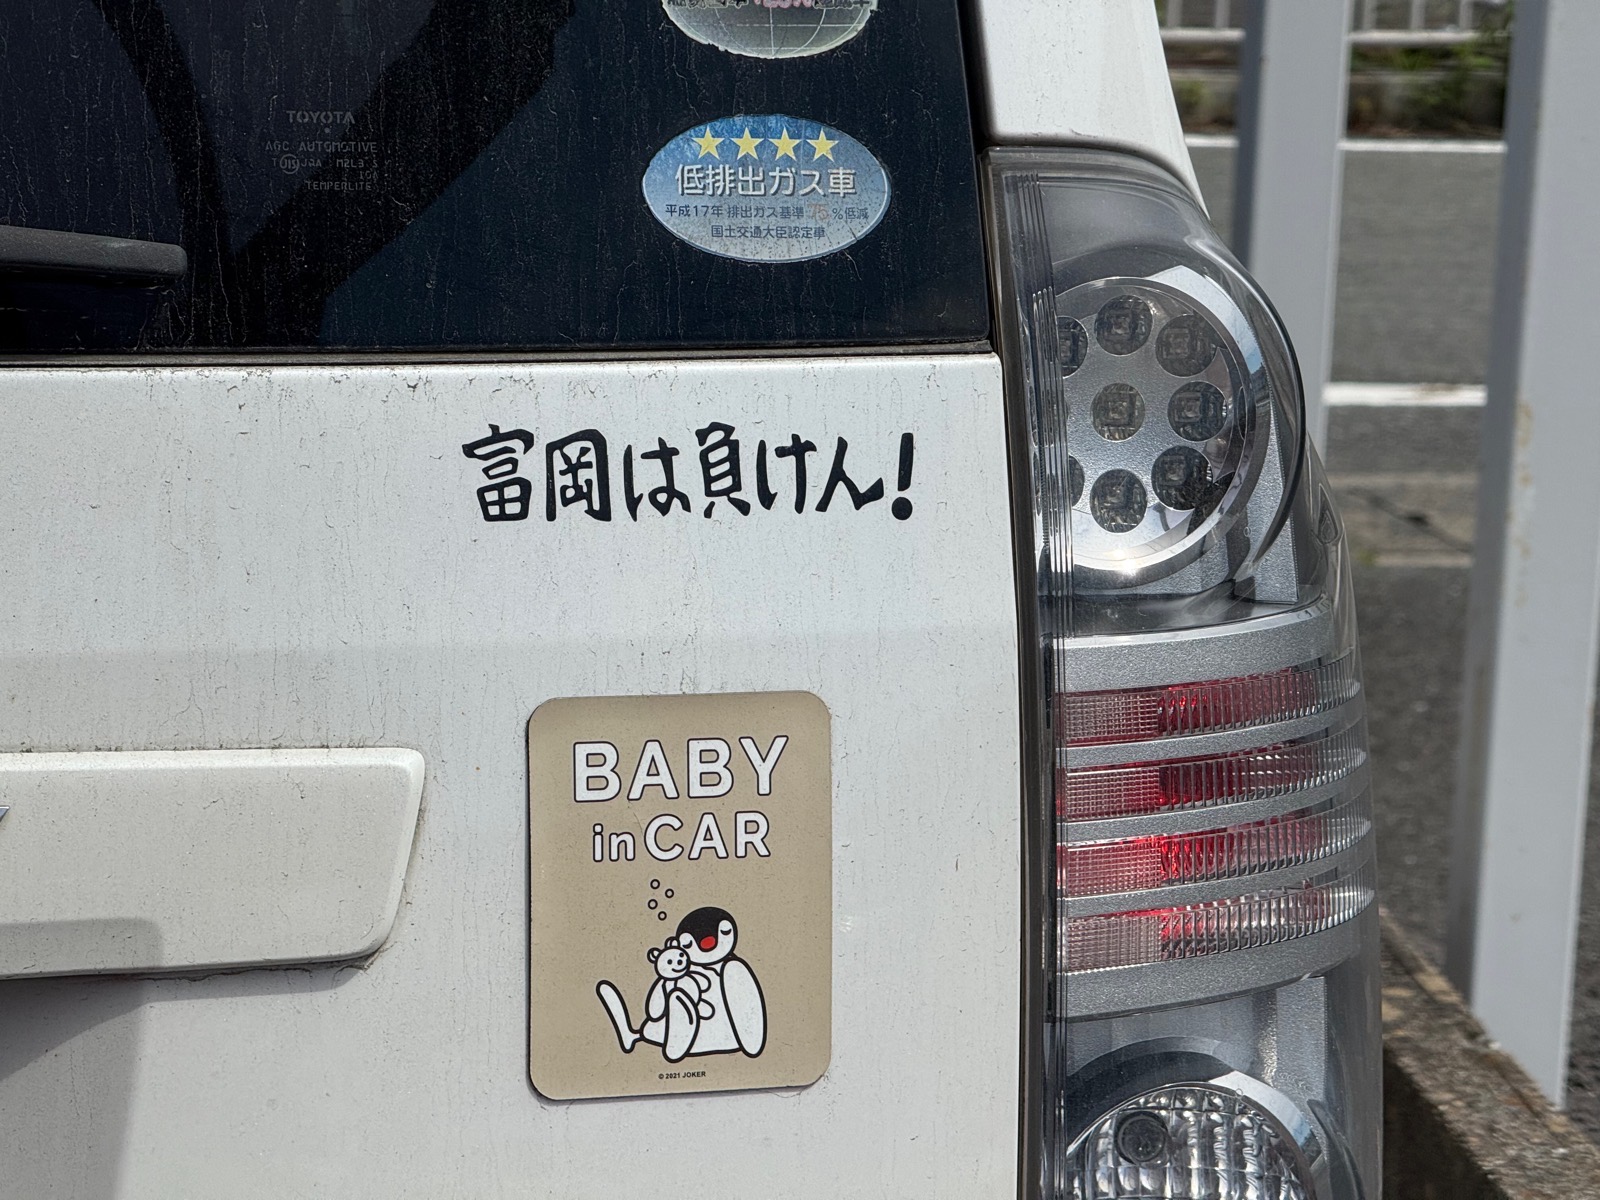 TOYOTA
AGC AUTOMOTIVE
TEMPERLITE
★★★★
低排出ガス車
平成17年 排出ガス基準 75 %低減
国土交通大臣認定車
富岡は負けん!
BABY
in CAR
© 2021 JOKER